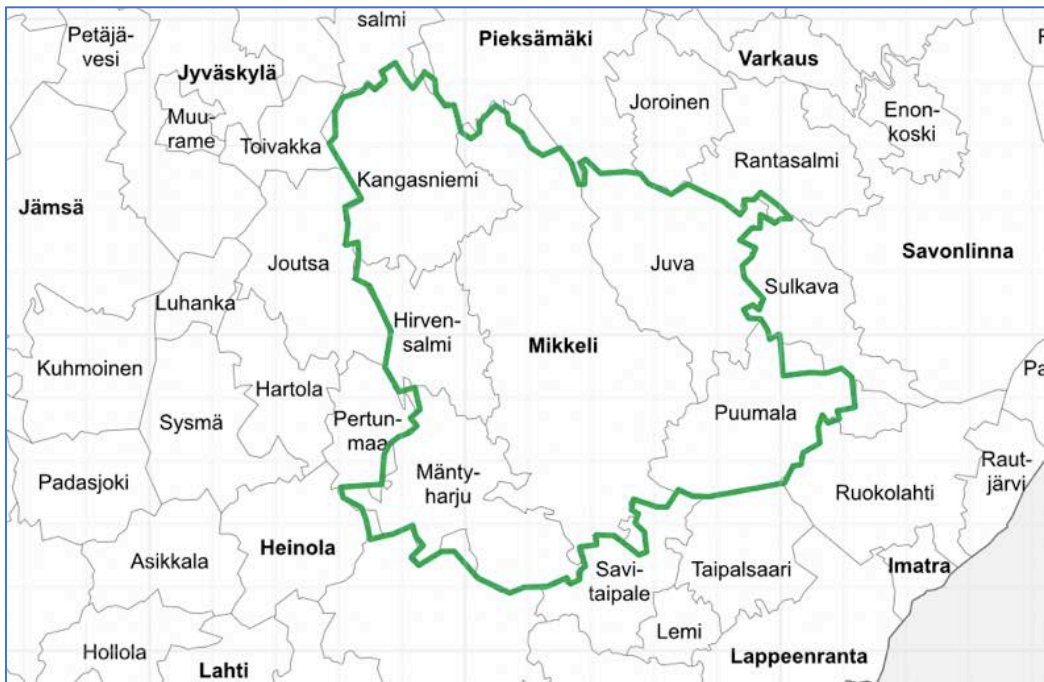 salmi
Petäjä-
vesi
Pieksämäki
Varkaus
Jyväskylä
Muu-
rame
Toivakka
Joroinen
Enon-
koski
Rantasalmi
Kangasniemi
Jämsä
Joutsa
Juva
Savonlinna
Sulkava
Luhanka
Hirven-
salmi
Mikkeli
Kuhmoinen
Hartola
Pa
Sysmä
Pertun-
maa
Puumala
Mänty-
harju
Padasjoki
Ruokolahti
Raut-
järvi
Heinola
Asikkala
Savi-
taipale
Taipalsaari
Imatra
Lemi
Hollola
Lahti
Lappeenranta